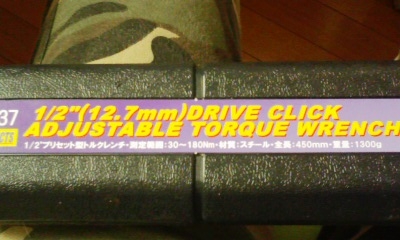 37
1/2"(12.7mm)DRIVE CLICK
ADJUSTABLE TORQUE WRENCH
1/2"プリセット型トルクレンチ・測定範囲:30〜180Nm・材質:スチール・全長:450mm・重量:1300g